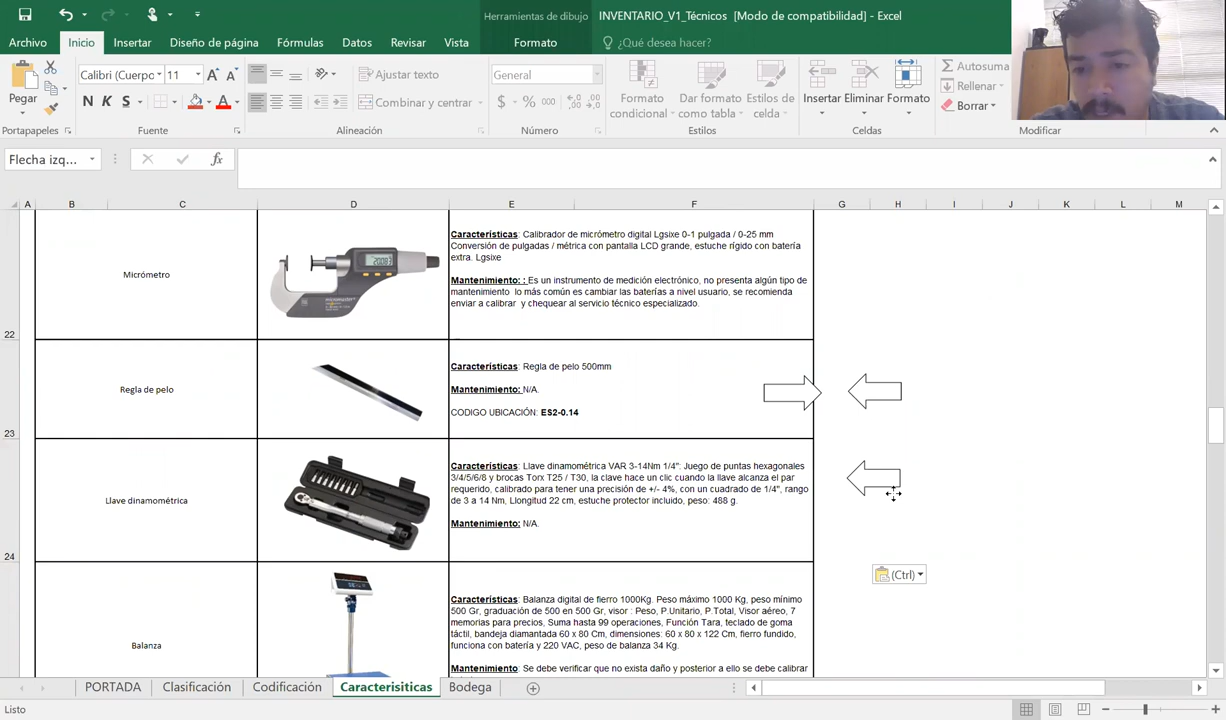 Herramientas de dibujo
INVENTARIO_V1_Técnicos [Modo de compatibilidad] - Excel
Archivo
Inicio
Insertar
Diseño de página
Fórmulas
Datos
Revisar
Vista
Formato
¿Qué desea hacer?
Pegar
Calibri (Cuerpo
11
N K S
Ajustar texto
Combinar y centrar
General
$ % 000
Formato condicional
Dar formato como tabla
Estilos de celda
Insertar
Eliminar
Formato
Autosuma
Rellenar
Borrar
Portapapeles
Fuente
Alineación
Número
Estilos
Celdas
Modificar
Flecha izq...
fx
A B C D E F G H I J K L M
22
Micrómetro
Características: Calibrador de micrómetro digital Lgsixe 0-1 pulgada / 0-25 mm
Conversión de pulgadas / métrica con pantalla LCD grande, estuche rígido con batería
extra. Lgsixe
Mantenimiento: : Es un instrumento de medición electrónico, no presenta algún tipo de
mantenimiento lo más común es cambiar las baterías a nivel usuario, se recomienda
enviar a calibrar y chequear al servicio técnico especializado.
23
Regla de pelo
Características: Regla de pelo 500mm
Mantenimiento: N/A.
CODIGO UBICACIÓN: ES2-0.14
24
Llave dinamométrica
Características: Llave dinamométrica VAR 3-14Nm 1/4": Juego de puntas hexagonales
3/4/5/6/8 y brocas Torx T25 / T30, la clave hace un clic cuando la llave alcanza el par
requerido, calibrado para tener una precisión de +/- 4%, con un cuadrado de 1/4", rango
de 3 a 14 Nm, Llongitud 22 cm, estuche protector incluido, peso: 488 g.
Mantenimiento: N/A.
(Ctrl)
Balanza
Características: Balanza digital de fierro 1000Kg. Peso máximo 1000 Kg, peso mínimo
500 Gr, graduación de 500 en 500 Gr, visor : Peso, P.Unitario, P.Total, Visor aéreo, 7
memorias para precios, Suma hasta 99 operaciones, Función Tara, teclado de goma
táctil, bandeja diamantada 60 x 80 Cm, dimensiones: 60 x 80 x 122 Cm, fierro fundido,
funciona con batería y 220 VAC, peso de balanza 34 Kg.
Mantenimiento: Se debe verificar que no exista daño y posterior a ello se debe calibrar
PORTADA
Clasificación
Codificación
Caracterisiticas
Bodega
Listo